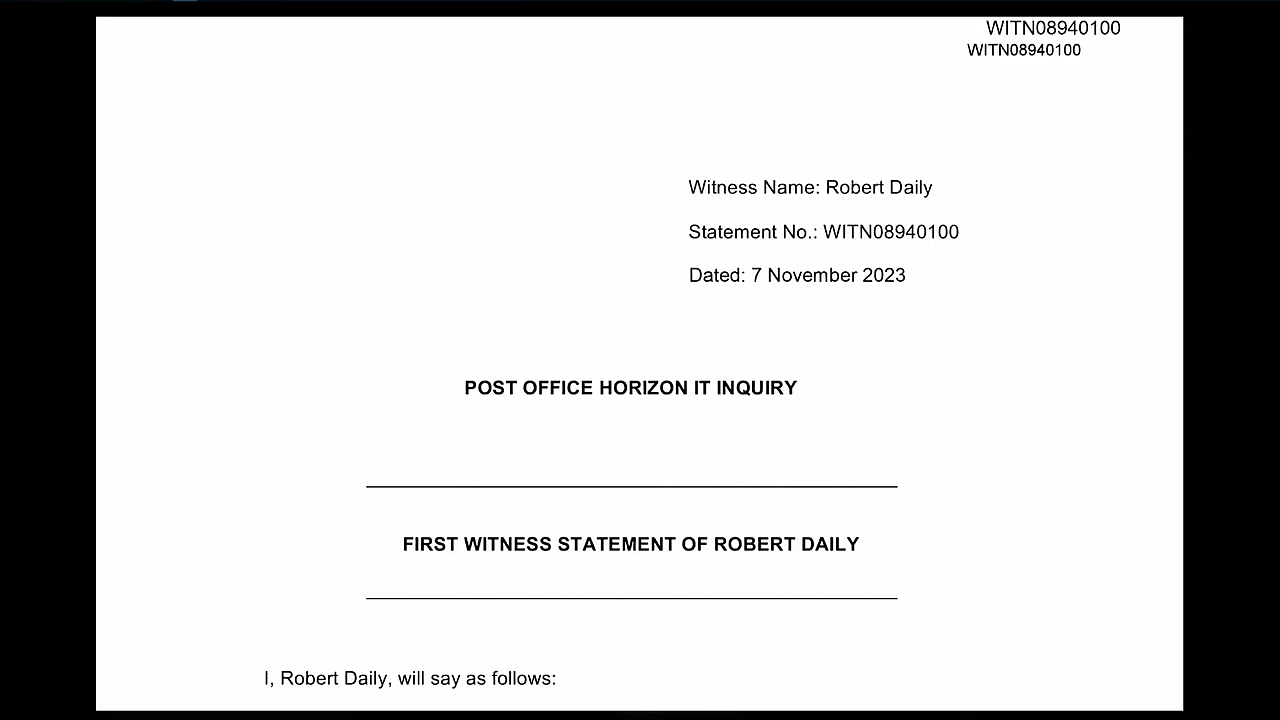 WITN08940100
WITN08940100
Witness Name: Robert Daily
Statement No.: WITN08940100
Dated: 7 November 2023
POST OFFICE HORIZON IT INQUIRY
FIRST WITNESS STATEMENT OF ROBERT DAILY
I, Robert Daily, will say as follows: